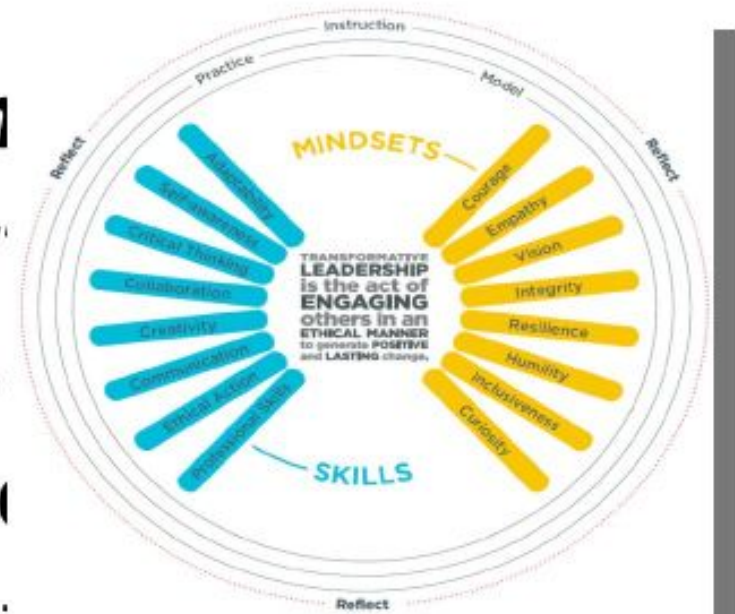 Instruction
Practice
Model
Reflect
Reflect
MINDSETS
Adaptability
Self-awareness
Critical Thinking
Collaboration
Creativity
Communication
Ethical Action
Professional Skills
TRANSFORMATIVE
LEADERSHIP
is the act of
ENGAGING
others in an
ETHICAL MANNER
to generate POSITIVE
and LASTING change.
Courage
Empathy
Vision
Integrity
Resilience
Humility
Inclusiveness
Curiosity
SKILLS
Reflect